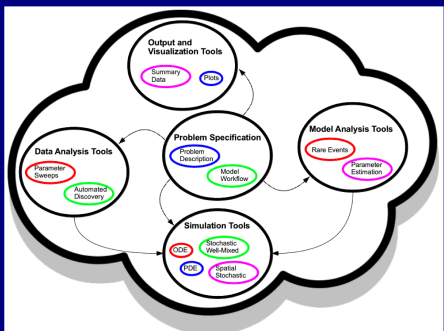 Output and
Visualization Tools
Summary
Data
Plots
Data Analysis Tools
Parameter
Sweeps
Automated
Discovery
Problem Specification
Problem
Description
Model
Workflow
Model Analysis Tools
Rare Events
Parameter
Estimation
Simulation Tools
ODE
Stochastic
Well-Mixed
PDE
Spatial
Stochastic